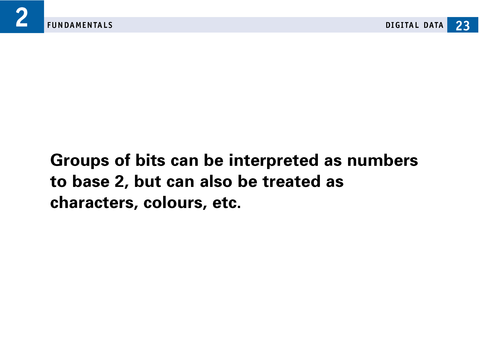 2
FUNDAMENTALS
DIGITAL DATA 23
Groups of bits can be interpreted as numbers
to base 2, but can also be treated as
characters, colours, etc.